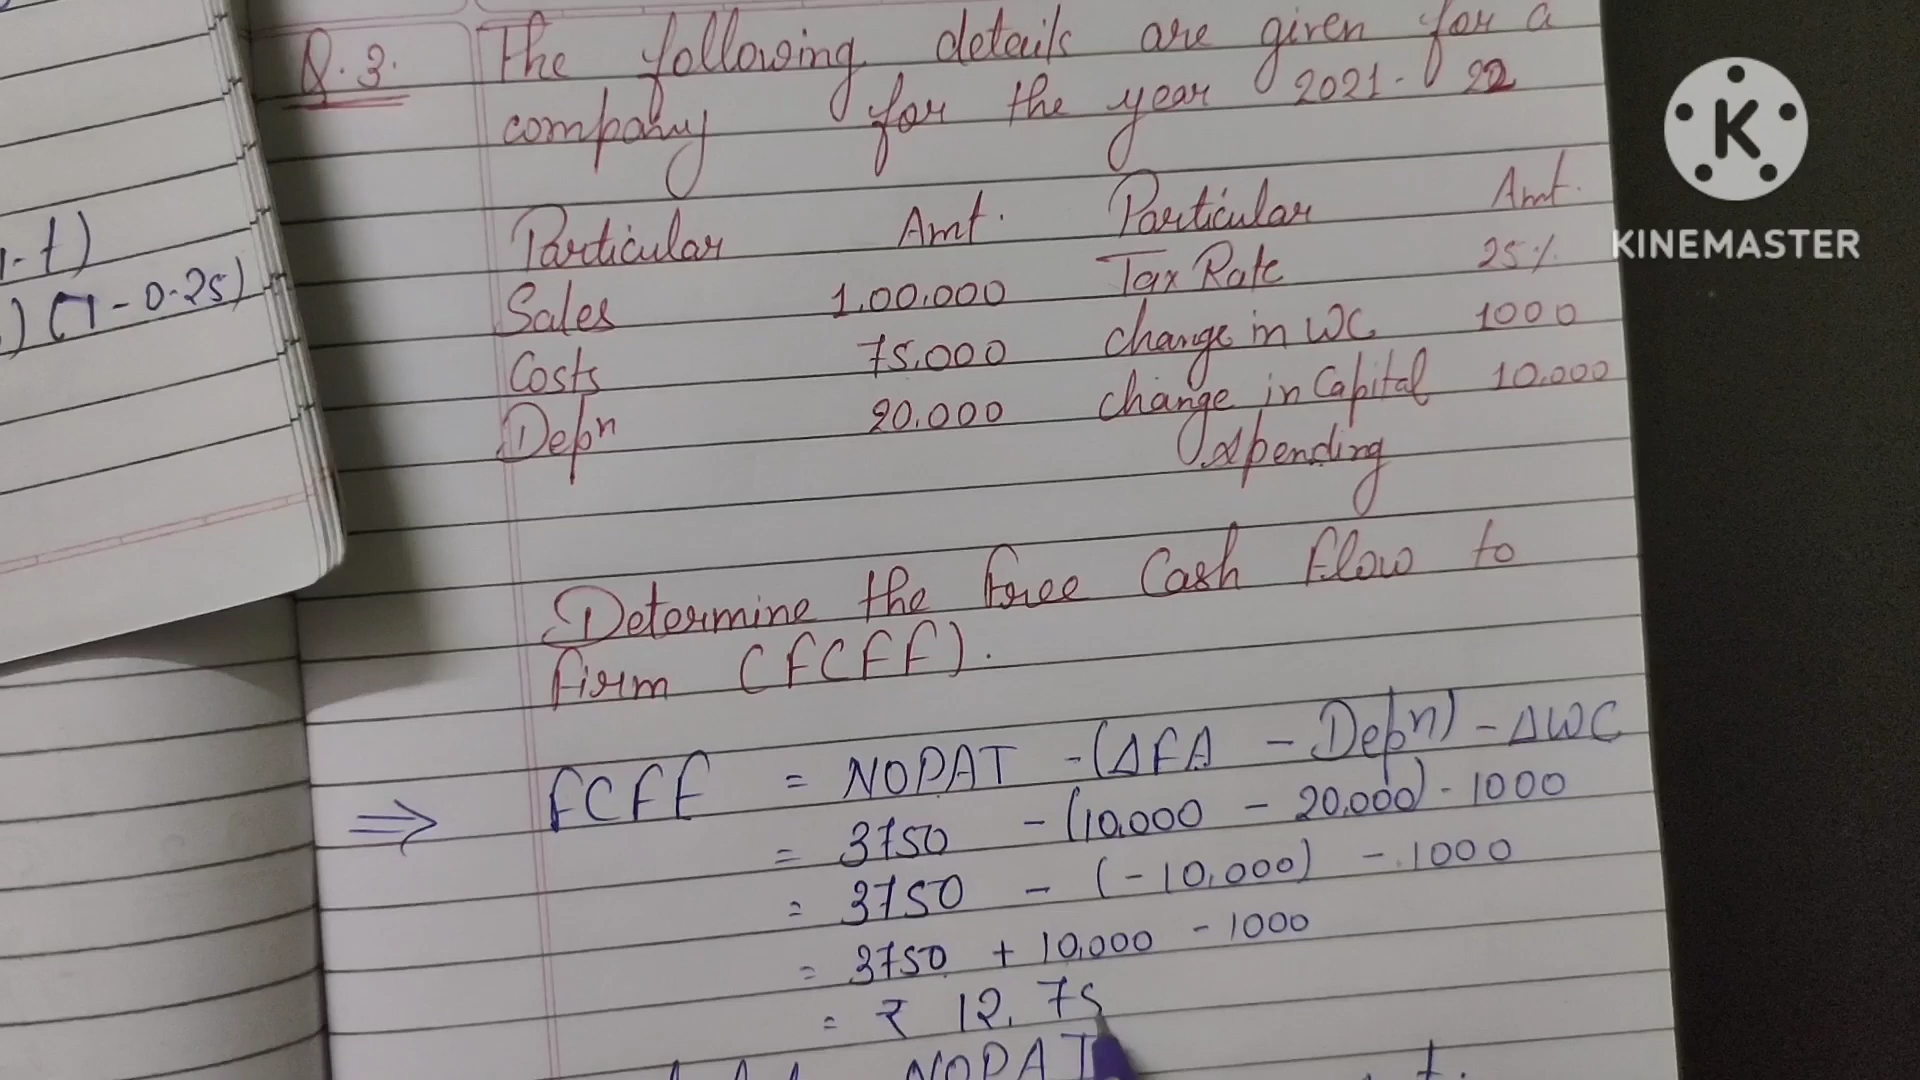 Q.3. The following details are given for a
company for the year 2021-22
Particular Amt. Particular Amt.
Sales 1,00,000 Tax Rate 25%
Costs 75,000 change in WC 1000
Depn 20,000 change in Capital 10,000
spending
Determine the Free Cash Flow to
Firm (FCFF).
⇒ FCFF = NOPAT - (ΔFA - Depn) - ΔWC
= 3750 - (10,000 - 20,000) - 1000
= 3750 - (-10,000) - 1000
= 3750 + 10,000 - 1000
= ₹ 12,75
NOPAT
1-t)
) (1-0.25)
K
KINEMASTER